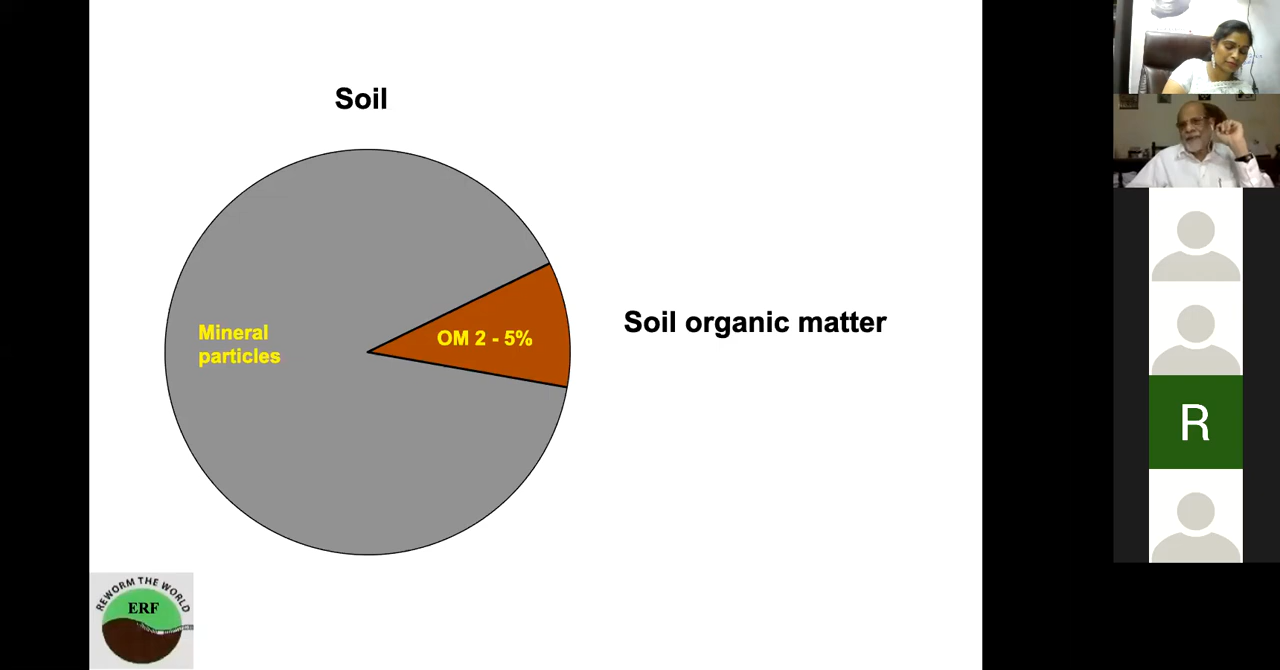 Soil
Mineral
particles
OM 2 - 5%
Soil organic matter
REWORM THE WORLD
ERF
R